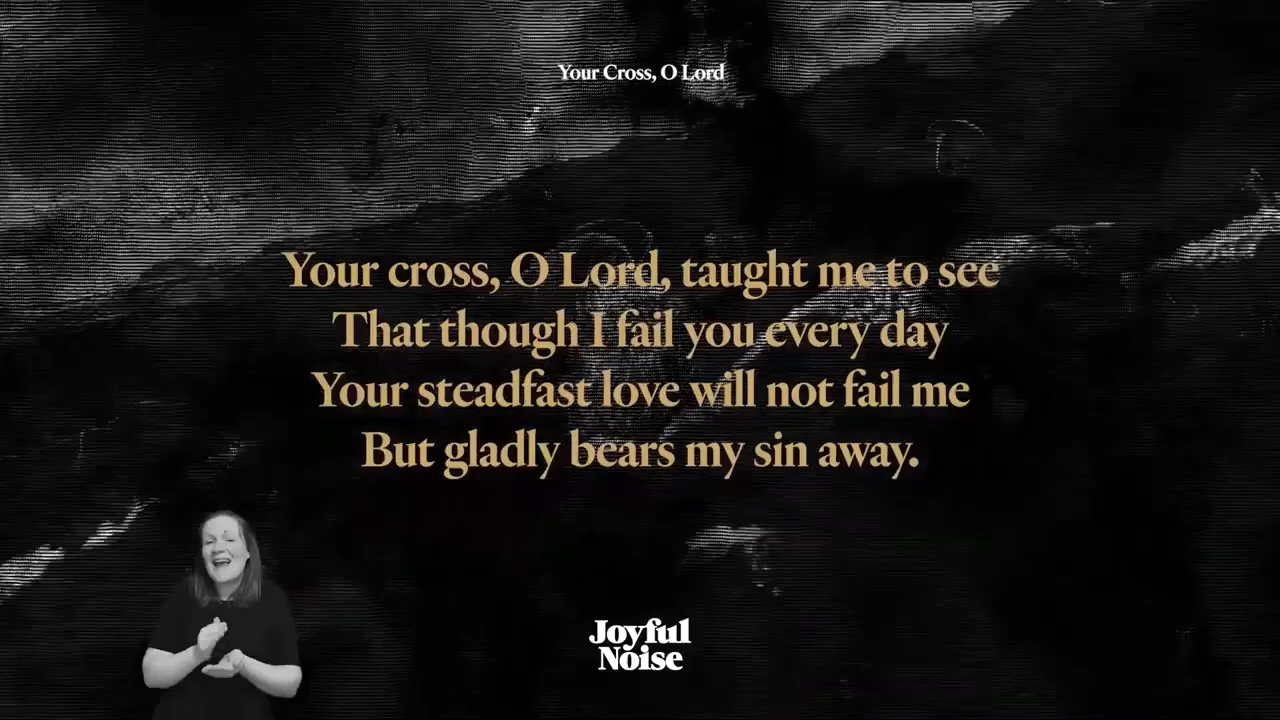 Your Cross, O Lord
Your cross, O Lord, taught me to see
That though I fail you every day
Your steadfast love will not fail me
But gladly bears my sin away.
Joyful
Noise